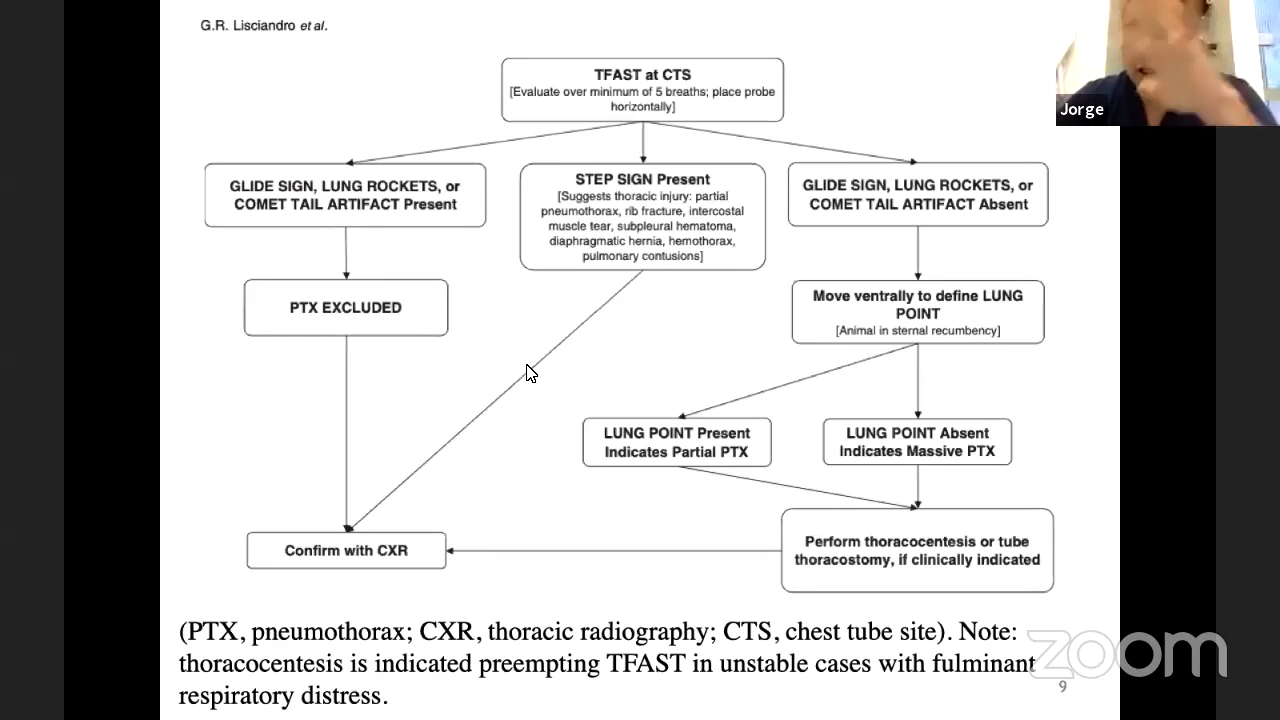 G.R. Lisciandro et al.
Jorge
TFAST at CTS
[Evaluate over minimum of 5 breaths; place probe
horizontally]
GLIDE SIGN, LUNG ROCKETS, or
COMET TAIL ARTIFACT Present
STEP SIGN Present
[Suggests thoracic injury: partial
pneumothorax, rib fracture, intercostal
muscle tear, subpleural hematoma,
diaphragmatic hernia, hemothorax,
pulmonary contusions]
GLIDE SIGN, LUNG ROCKETS, or
COMET TAIL ARTIFACT Absent
PTX EXCLUDED
Move ventrally to define LUNG
POINT
[Animal in sternal recumbency]
LUNG POINT Present
Indicates Partial PTX
LUNG POINT Absent
Indicates Massive PTX
Confirm with CXR
Perform thoracocentesis or tube
thoracostomy, if clinically indicated
(PTX, pneumothorax; CXR, thoracic radiography; CTS, chest tube site). Note:
thoracocentesis is indicated preempting TFAST in unstable cases with fulminant
respiratory distress.
zoom
9